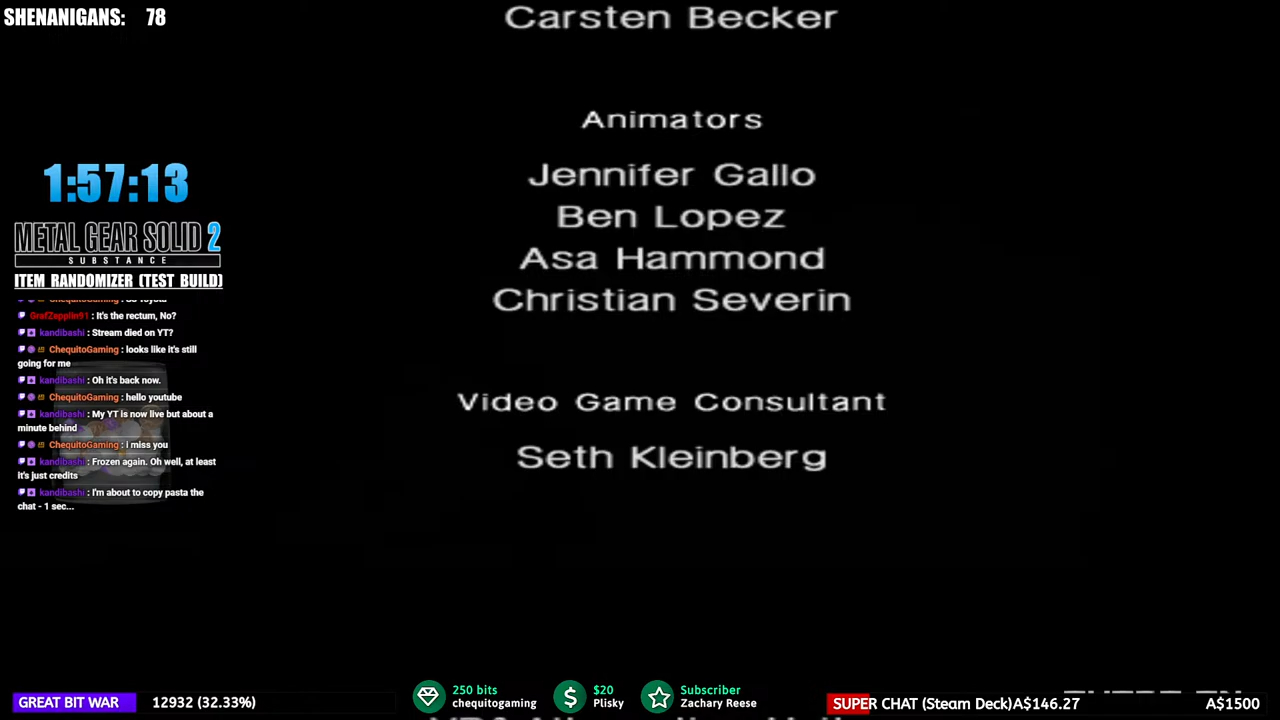 SHENANIGANS: 78
Carsten Becker
Animators
Jennifer Gallo
Ben Lopez
Asa Hammond
Christian Severin
Video Game Consultant
Seth Kleinberg
1:57:13
METAL GEAR SOLID 2
SUBSTANCE
ITEM RANDOMIZER (TEST BUILD)
GrafZepplin91 : It's the rectum, No?
kandibashi : Stream died on YT?
ChequitoGaming : looks like it's still
going for me
kandibashi : Oh it's back now.
ChequitoGaming : hello youtube
kandibashi : My YT is now live but about a
minute behind
ChequitoGaming : i miss you
kandibashi : Frozen again. Oh well, at least
it's just credits
kandibashi : I'm about to copy pasta the
chat - 1 sec...
GREAT BIT WAR 12932 (32.33%)
250 bits
chequitogaming
$20
Plisky
Subscriber
Zachary Reese
SUPER CHAT (Steam Deck)A$146.27 A$1500